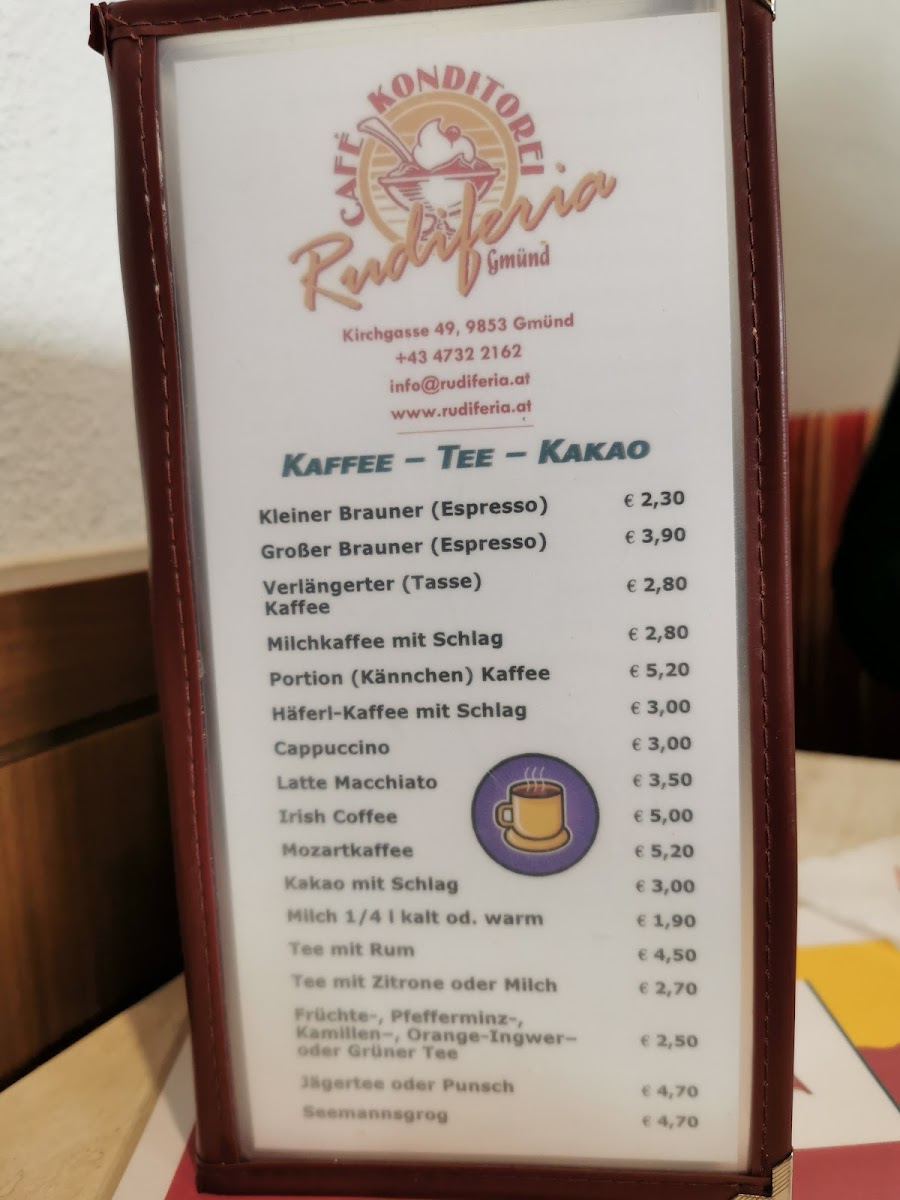 CAFÉ KONDITOREI
Rudiferia
Gmünd
Kirchgasse 49, 9853 Gmünd
+43 4732 2162
info@rudiferia.at
www.rudiferia.at
KAFFEE – TEE – KAKAO
Kleiner Brauner (Espresso) € 2,30
Großer Brauner (Espresso) € 3,90
Verlängerter (Tasse) € 2,80
Kaffee
Milchkaffee mit Schlag € 2,80
Portion (Kännchen) Kaffee € 5,20
Häferl-Kaffee mit Schlag € 3,00
Cappuccino € 3,00
Latte Macchiato € 3,50
Irish Coffee € 5,00
Mozartkaffee € 5,20
Kakao mit Schlag € 3,00
Milch 1/4 l kalt od. warm € 1,90
Tee mit Rum € 4,50
Tee mit Zitrone oder Milch € 2,70
Früchte-, Pfefferminz-,
Kamillen–, Orange-Ingwer– € 2,50
oder Grüner Tee
Jägertee oder Punsch € 4,70
Seemannsgrog € 4,70